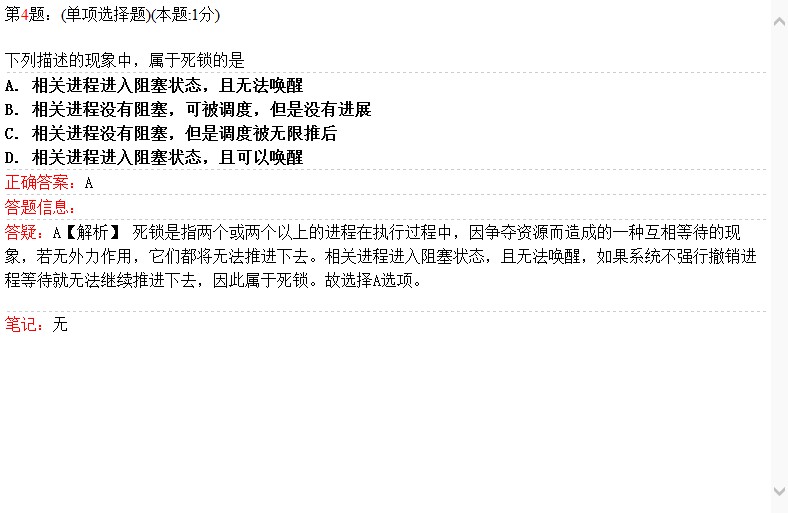 第4题：(单项选择题)(本题:1分)
下列描述的现象中，属于死锁的是
A. 相关进程进入阻塞状态，且无法唤醒
B. 相关进程没有阻塞，可被调度，但是没有进展
C. 相关进程没有阻塞，但是调度被无限推后
D. 相关进程进入阻塞状态，且可以唤醒
正确答案：A
答题信息：
答疑：A【解析】 死锁是指两个或两个以上的进程在执行过程中，因争夺资源而造成的一种互相等待的现
象，若无外力作用，它们都将无法推进下去。相关进程进入阻塞状态，且无法唤醒，如果系统不强行撤销进
程等待就无法继续推进下去，因此属于死锁。故选择A选项。
笔记：无